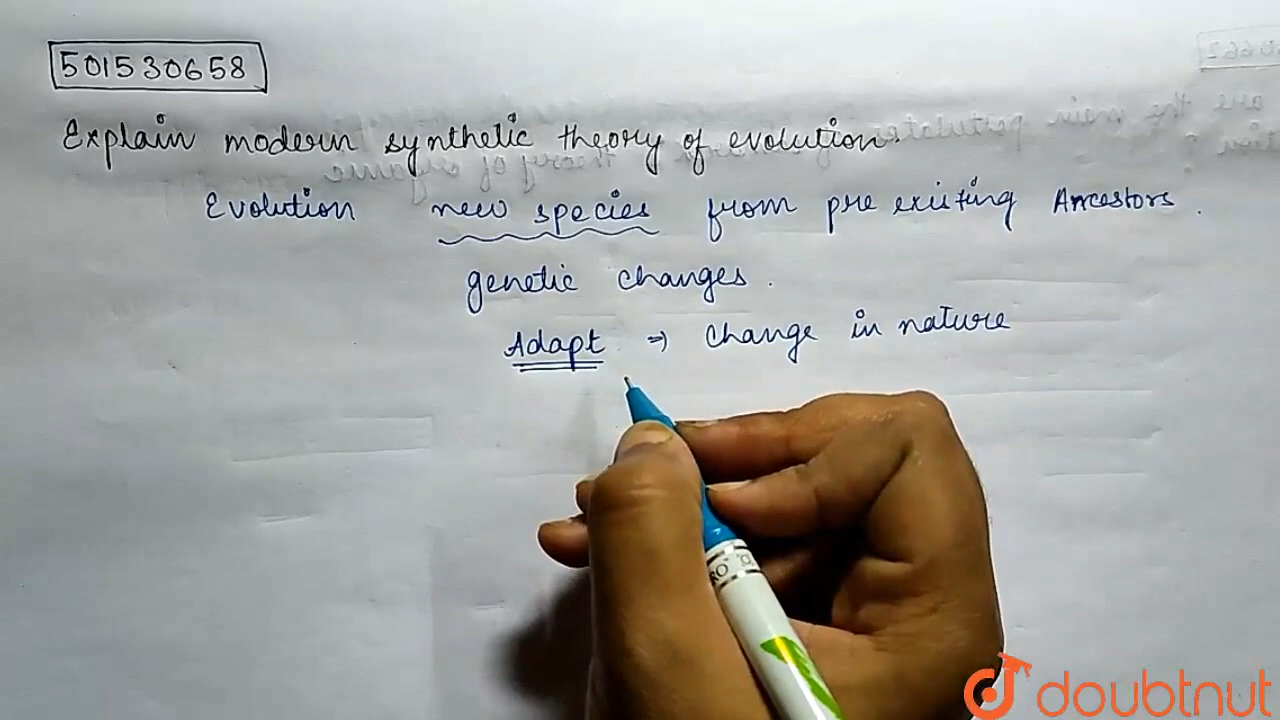 501530658
Explain modern synthetic theory of evolution.
Evolution new species from pre existing Ancestors.
genetic changes.
Adapt ⇒ Change in nature
doubtnut